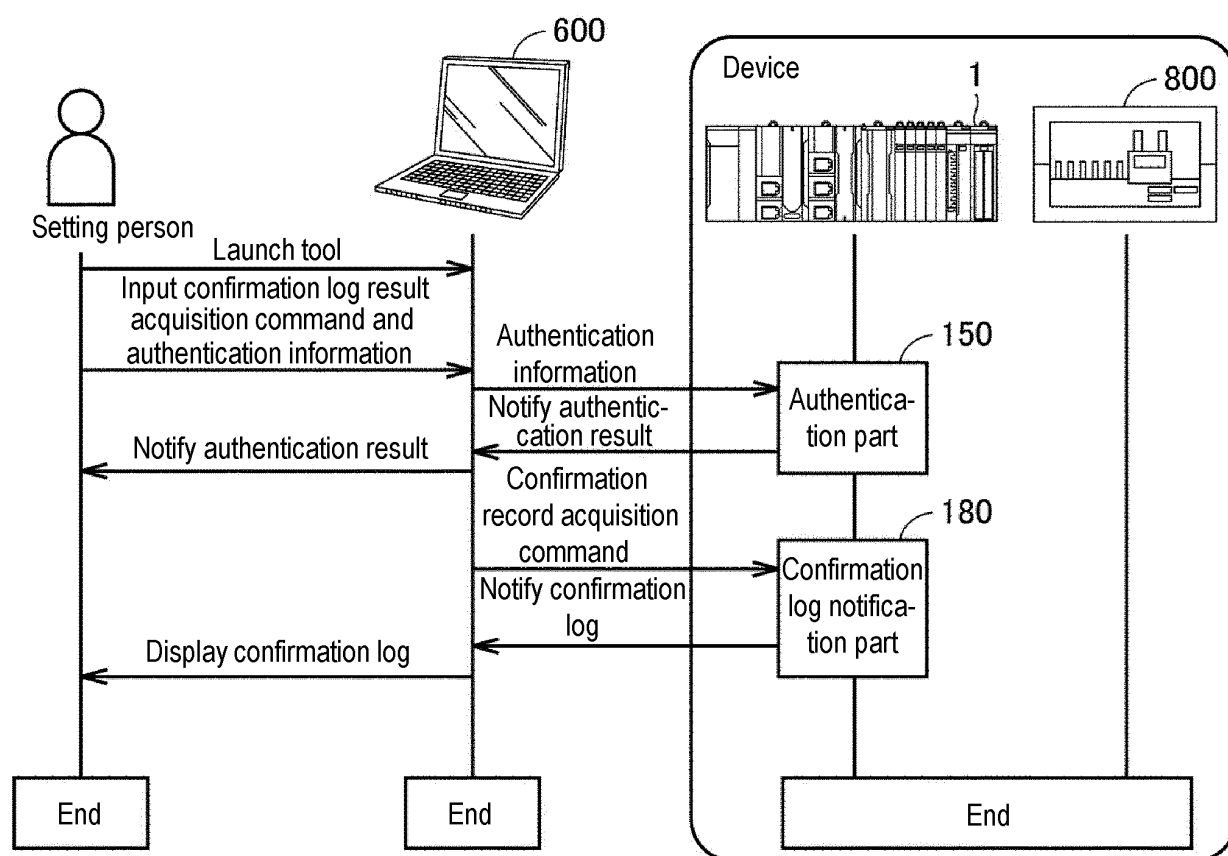 600
Device
1
800
Setting person
Launch tool
Input confirmation log result
acquisition command and
authentication information
Authentication
information
150
Authentica-
tion part
Notify authentic-
cation result
Notify authentication result
Confirmation
record acquisition
command
180
Confirmation
log notifica-
tion part
Notify confirmation
log
Display confirmation log
End
End
End